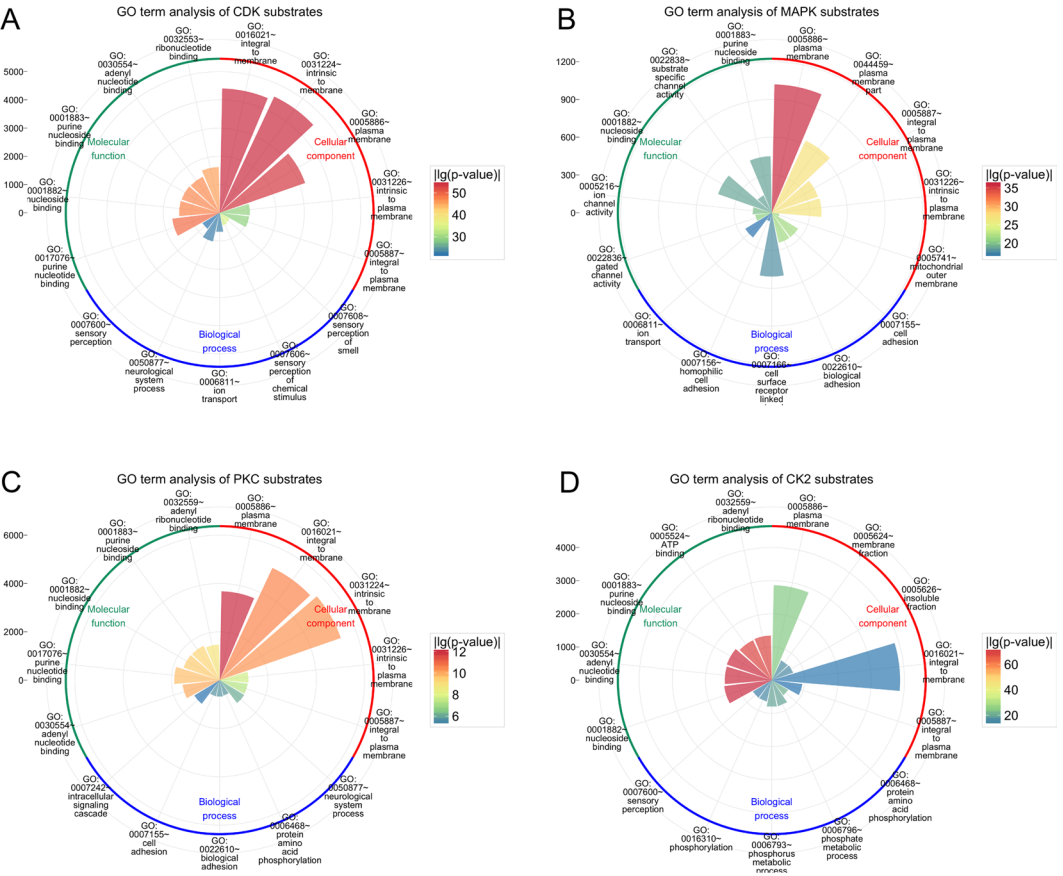 A
GO term analysis of CDK substrates
GO:
0032553~
ribonucleotide
binding
GO:
0016021~
integral
to
membrane
GO:
0031224~
intrinsic
to
membrane
GO:
0005886~
plasma
membrane
GO:
0031226~
intrinsic
to
plasma
membrane
GO:
0005887~
integral
to
plasma
membrane
GO:
0007608~
sensory
perception
of
smell
GO:
0007606~
sensory
perception
of
chemical
stimulus
GO:
0006811~
ion
transport
GO:
0050877~
neurological
system
process
GO:
0007600~
sensory
perception
GO:
0017076~
purine
nucleotide
binding
GO:
0001882~
nucleoside
binding
GO:
0001883~
purine
nucleoside
binding
GO:
0030554~
adenyl
nucleotide
binding
Molecular
function
Cellular
component
Biological
process
5000
4000
3000
2000
1000
0
|lg(p-value)|
50
40
30
B
GO term analysis of MAPK substrates
GO:
0001883~
purine
nucleoside
binding
GO:
0005886~
plasma
membrane
GO:
0044459~
plasma
membrane
part
GO:
0005887~
integral
to
plasma
membrane
GO:
0031226~
intrinsic
to
plasma
membrane
GO:
0005741~
mitochondrial
outer
membrane
GO:
0007155~
cell
adhesion
GO:
0022610~
biological
adhesion
GO:
0007166~
cell
surface
receptor
linked
GO:
0007156~
homophilic
cell
adhesion
GO:
0006811~
ion
transport
GO:
0022836~
gated
channel
activity
GO:
0005216~
ion
channel
activity
GO:
0001882~
nucleoside
binding
GO:
0022838~
substrate
specific
channel
activity
Molecular
function
Cellular
component
Biological
process
1200
900
600
300
0
|lg(p-value)|
35
30
25
20
C
GO term analysis of PKC substrates
GO:
0032559~
adenyl
ribonucleotide
binding
GO:
0005886~
plasma
membrane
GO:
0016021~
integral
to
membrane
GO:
0031224~
intrinsic
to
membrane
GO:
0031226~
intrinsic
to
plasma
membrane
GO:
0005887~
integral
to
plasma
membrane
GO:
0050877~
neurological
system
process
GO:
0006468~
protein
amino
acid
phosphorylation
GO:
0022610~
biological
adhesion
GO:
0007155~
cell
adhesion
GO:
0007242~
intracellular
signaling
cascade
GO:
0030554~
adenyl
nucleotide
binding
GO:
0017076~
purine
nucleotide
binding
GO:
0001882~
nucleoside
binding
GO:
0001883~
purine
nucleoside
binding
Molecular
function
Cellular
component
Biological
process
6000
4000
2000
0
|lg(p-value)|
12
10
8
6
D
GO term analysis of CK2 substrates
GO:
0032559~
adenyl
ribonucleotide
binding
GO:
0005886~
plasma
membrane
GO:
0005624~
membrane
fraction
GO:
0005626~
insoluble
fraction
GO:
0016021~
integral
to
membrane
GO:
0005887~
integral
to
plasma
membrane
GO:
0006468~
protein
amino
acid
phosphorylation
GO:
0006796~
phosphate
metabolic
process
GO:
0006793~
phosphorus
metabolic
process
GO:
0016310~
phosphorylation
GO:
0007600~
sensory
perception
GO:
0001882~
nucleoside
binding
GO:
0030554~
adenyl
nucleotide
binding
GO:
0001883~
purine
nucleoside
binding
GO:
0005524~
ATP
binding
Molecular
function
Cellular
component
Biological
process
4000
3000
2000
1000
0
|lg(p-value)|
60
40
20